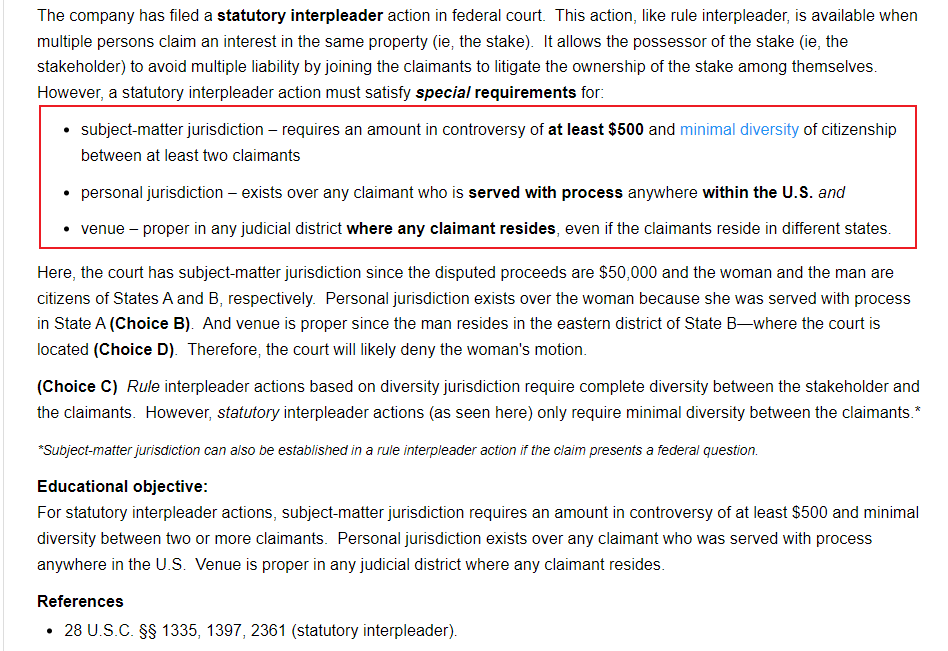 The company has filed a statutory interpleader action in federal court. This action, like rule interpleader, is available when
multiple persons claim an interest in the same property (ie, the stake). It allows the possessor of the stake (ie, the
stakeholder) to avoid multiple liability by joining the claimants to litigate the ownership of the stake among themselves.
However, a statutory interpleader action must satisfy special requirements for:
• subject-matter jurisdiction – requires an amount in controversy of at least $500 and minimal diversity of citizenship
between at least two claimants
• personal jurisdiction – exists over any claimant who is served with process anywhere within the U.S. and
• venue – proper in any judicial district where any claimant resides, even if the claimants reside in different states.
Here, the court has subject-matter jurisdiction since the disputed proceeds are $50,000 and the woman and the man are
citizens of States A and B, respectively. Personal jurisdiction exists over the woman because she was served with process
in State A (Choice B). And venue is proper since the man resides in the eastern district of State B—where the court is
located (Choice D). Therefore, the court will likely deny the woman's motion.
(Choice C) Rule interpleader actions based on diversity jurisdiction require complete diversity between the stakeholder and
the claimants. However, statutory interpleader actions (as seen here) only require minimal diversity between the claimants.*
*Subject-matter jurisdiction can also be established in a rule interpleader action if the claim presents a federal question.
Educational objective:
For statutory interpleader actions, subject-matter jurisdiction requires an amount in controversy of at least $500 and minimal
diversity between two or more claimants. Personal jurisdiction exists over any claimant who was served with process
anywhere in the U.S. Venue is proper in any judicial district where any claimant resides.
References
• 28 U.S.C. §§ 1335, 1397, 2361 (statutory interpleader).